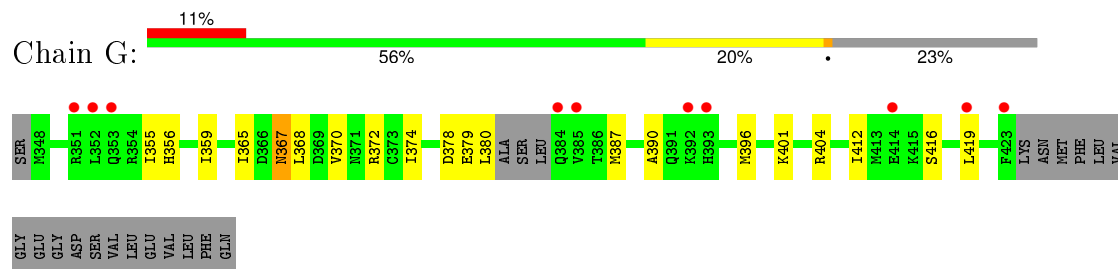 11%
Chain G:
56% 20% • 23%
SER M348 R351 L352 Q353 R354 I355 H356 I359 I365 D366 N367 L368 D369 V370 N371 R372 C373 I374 D378 E379 L380 ALA SER LEU Q384 V385 T386 M387 A390 Q391 K392 H393 M396 K401 R404 I412 M413 E414 K415 S416 L419 F423 LYS ASN MET PHE LEU VAL
GLY GLU GLY ASP SER VAL LEU GLU VAL LEU PHE GLN